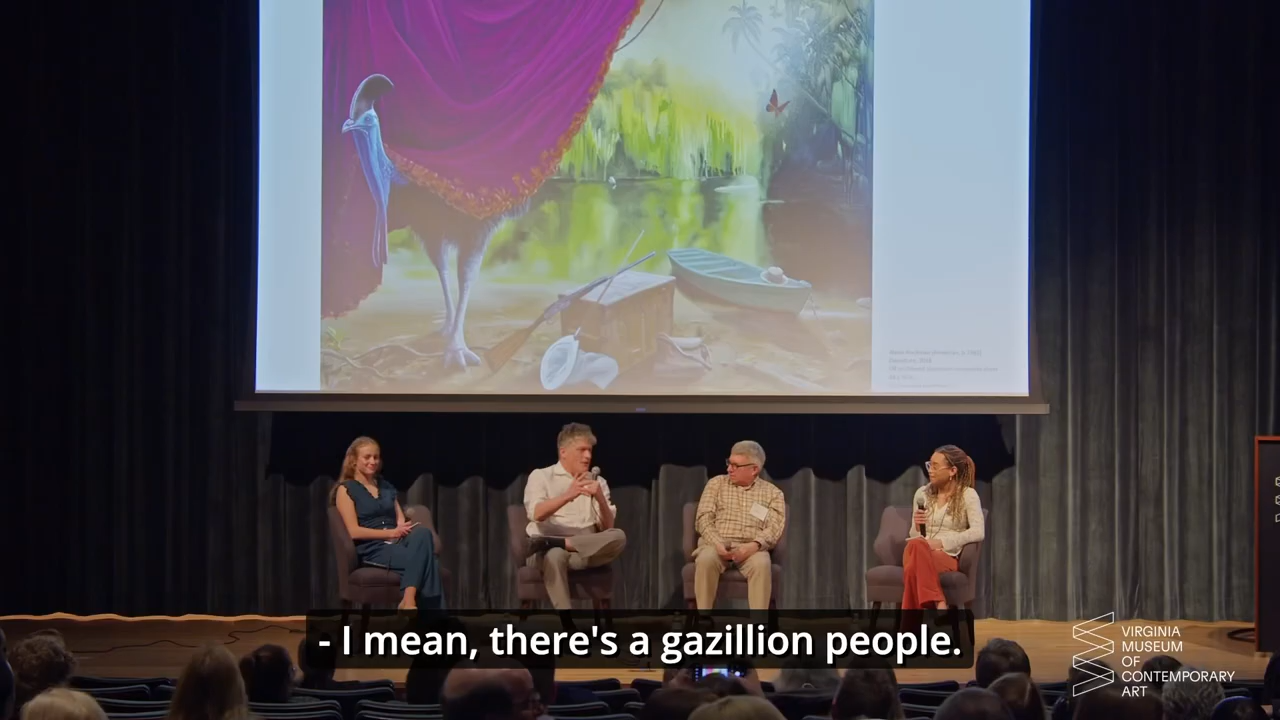 - I mean, there's a gazillion people.
VIRGINIA
MUSEUM
OF
CONTEMPORARY
ART